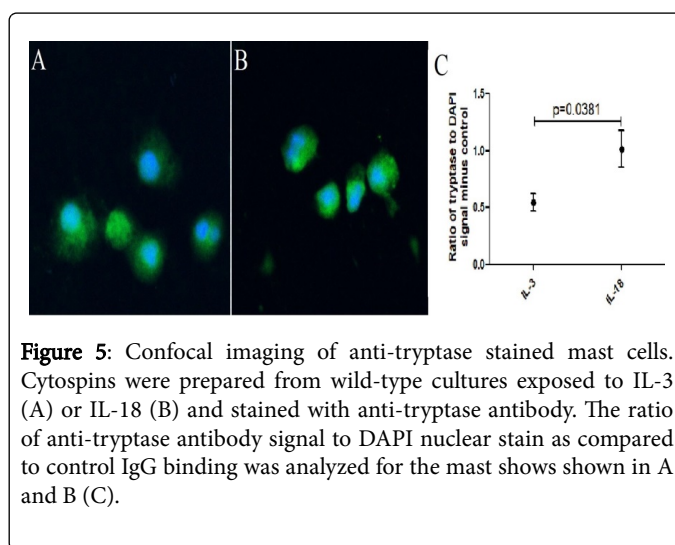 A
B
C
Ratio of tryptase to DAPI
signal minus control
1.5
1.0
0.5
0.0
p=0.0381
IL-3
IL-18
Figure 5: Confocal imaging of anti-tryptase stained mast cells.
Cytospins were prepared from wild-type cultures exposed to IL-3
(A) or IL-18 (B) and stained with anti-tryptase antibody. The ratio
of anti-tryptase antibody signal to DAPI nuclear stain as compared
to control IgG binding was analyzed for the mast shows shown in A
and B (C).